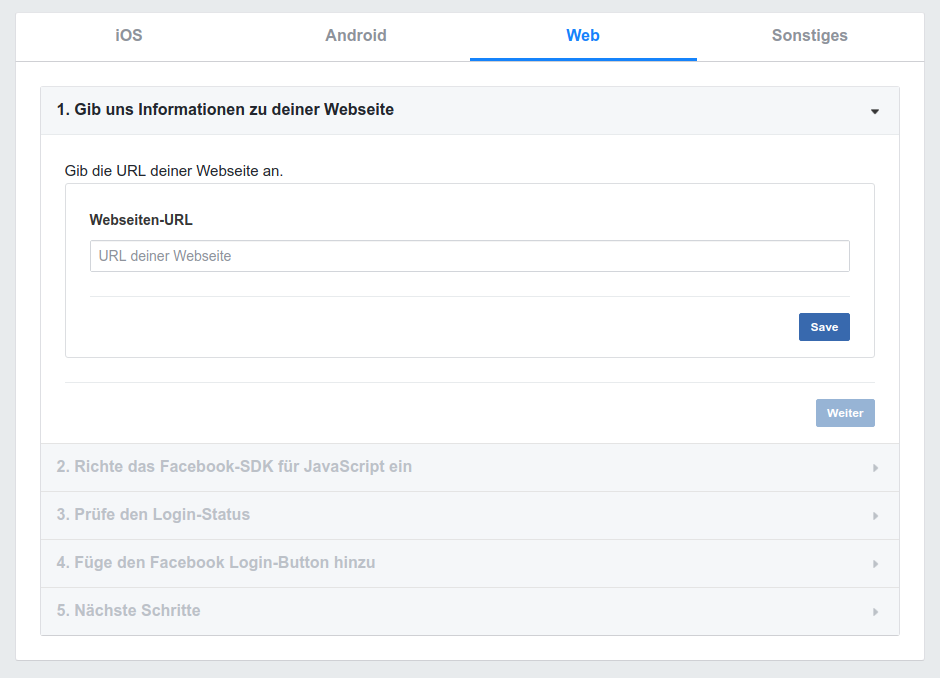 iOS
Android
Web
Sonstiges
1. Gib uns Informationen zu deiner Webseite
Gib die URL deiner Webseite an.
Webseiten-URL
URL deiner Webseite
Save
Weiter
2. Richte das Facebook-SDK für JavaScript ein
3. Prüfe den Login-Status
4. Füge den Facebook Login-Button hinzu
5. Nächste Schritte